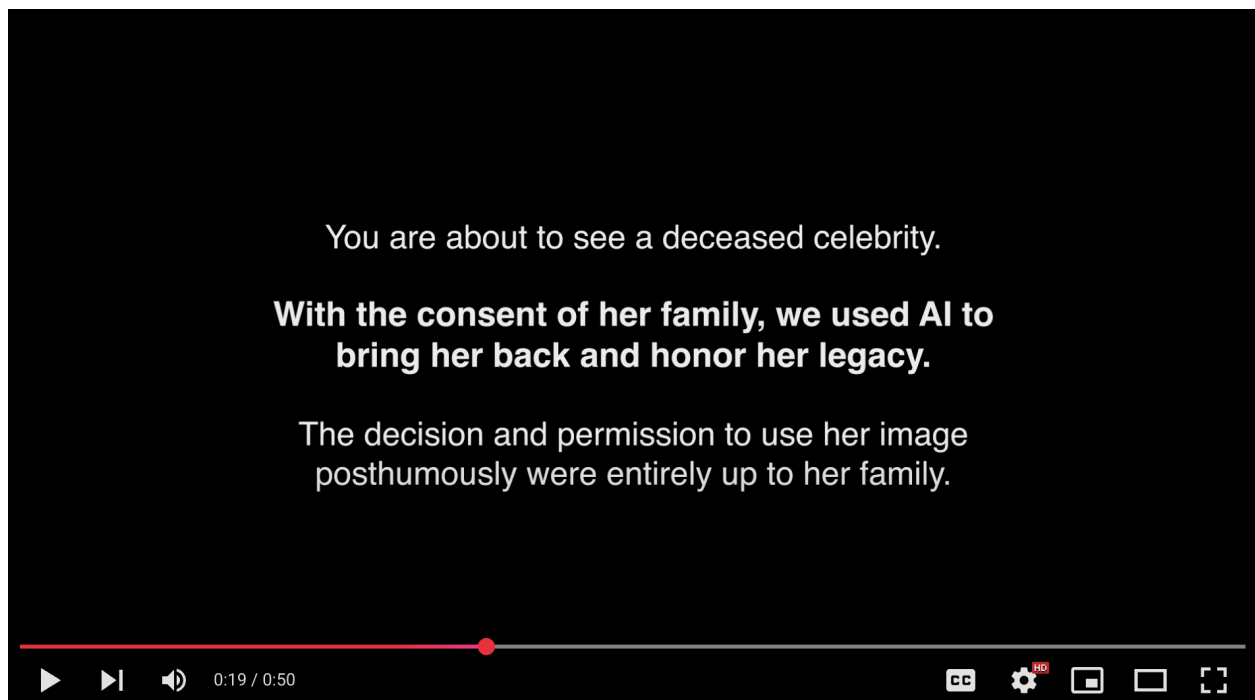 You are about to see a deceased celebrity.
With the consent of her family, we used AI to
bring her back and honor her legacy.
The decision and permission to use her image
posthumously were entirely up to her family.
0:19 / 0:50
CC
HD